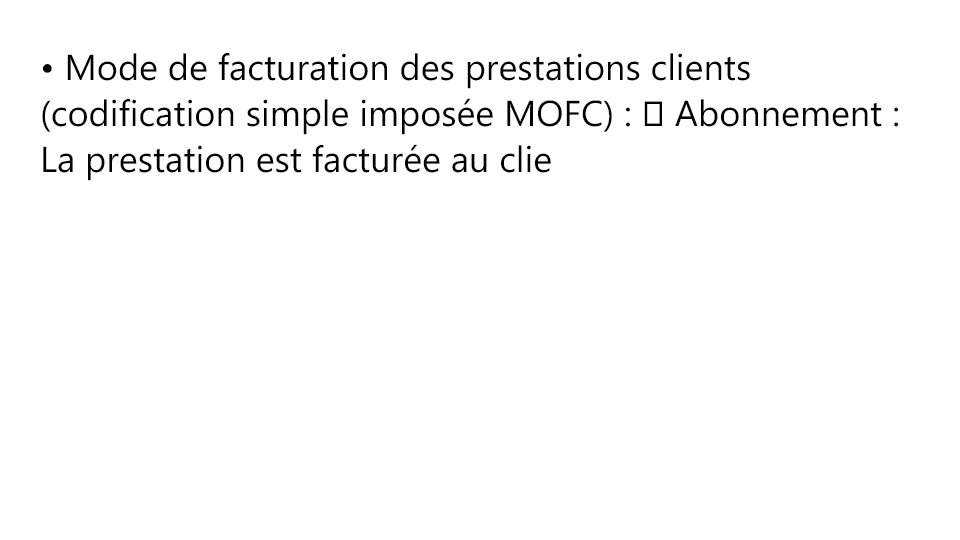 • Mode de facturation des prestations clients
(codification simple imposée MOFC) : ▯ Abonnement :
La prestation est facturée au clie